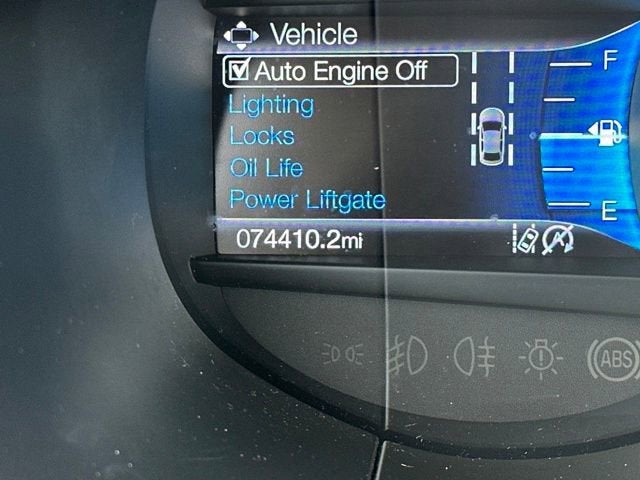 Vehicle
Auto Engine Off
Lighting
Locks
Oil Life
Power Liftgate
F
E
074410.2mi
A
ABS